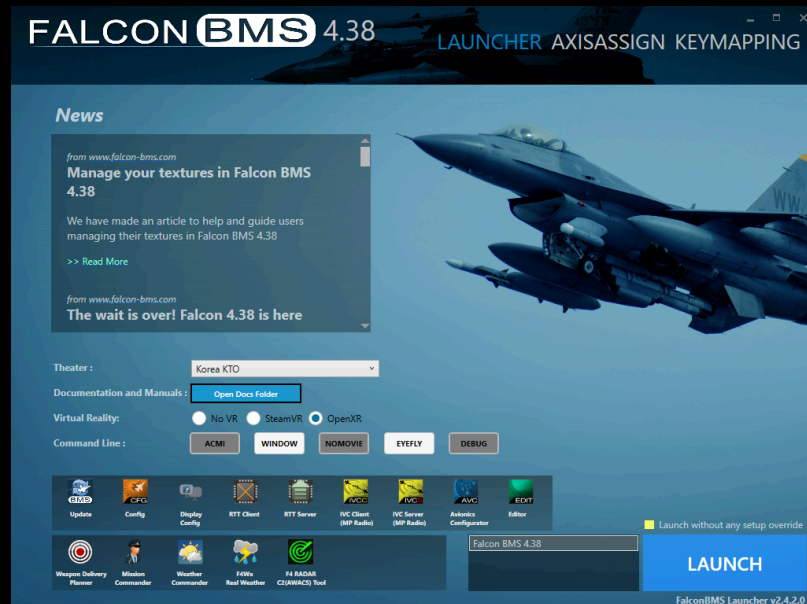 FALCON BMS 4.38
LAUNCHER AXISASSIGN KEYMAPPING
News
from www.falcon-bms.com
Manage your textures in Falcon BMS
4.38
We have made an article to help and guide users
managing their textures in Falcon BMS 4.38
>> Read More
from www.falcon-bms.com
The wait is over! Falcon 4.38 is here
Theater : Korea KTO
Documentation and Manuals : Open Docs Folder
Virtual Reality: No VR SteamVR OpenXR
Command Line : ACMI WINDOW NOMOVIE EYEFLY DEBUG
BMS CFG IVCC IVC AVC EDIT
Update Config Display RTT Client RTT Server IVC Client IVC Server Avionics Editor
Config (MP Radio) (MP Radio) Configurator
Launch without any setup override
Falcon BMS 4.38
LAUNCH
Weapon Delivery Mission Weather F4Wx F4 RADAR
Planner Commander Commander Real Weather C2(AWACS) Tool
FalconBMS Launcher v2.4.2.0